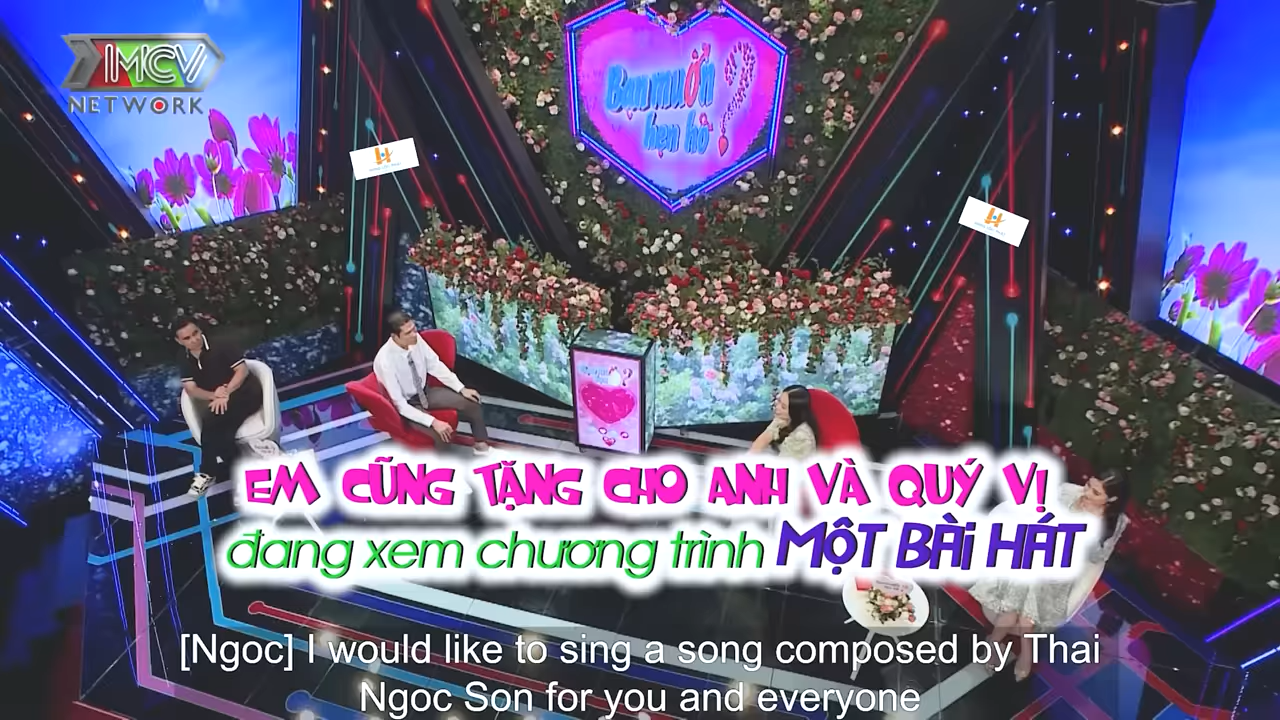 MCV
NETWORK
Bạn muốn
hẹn hò
EM CŨNG TẶNG CHO ANH VÀ QUÝ VỊ
đang xem chương trình MỘT BÀI HÁT
[Ngoc] I would like to sing a song composed by Thai
Ngoc Son for you and everyone